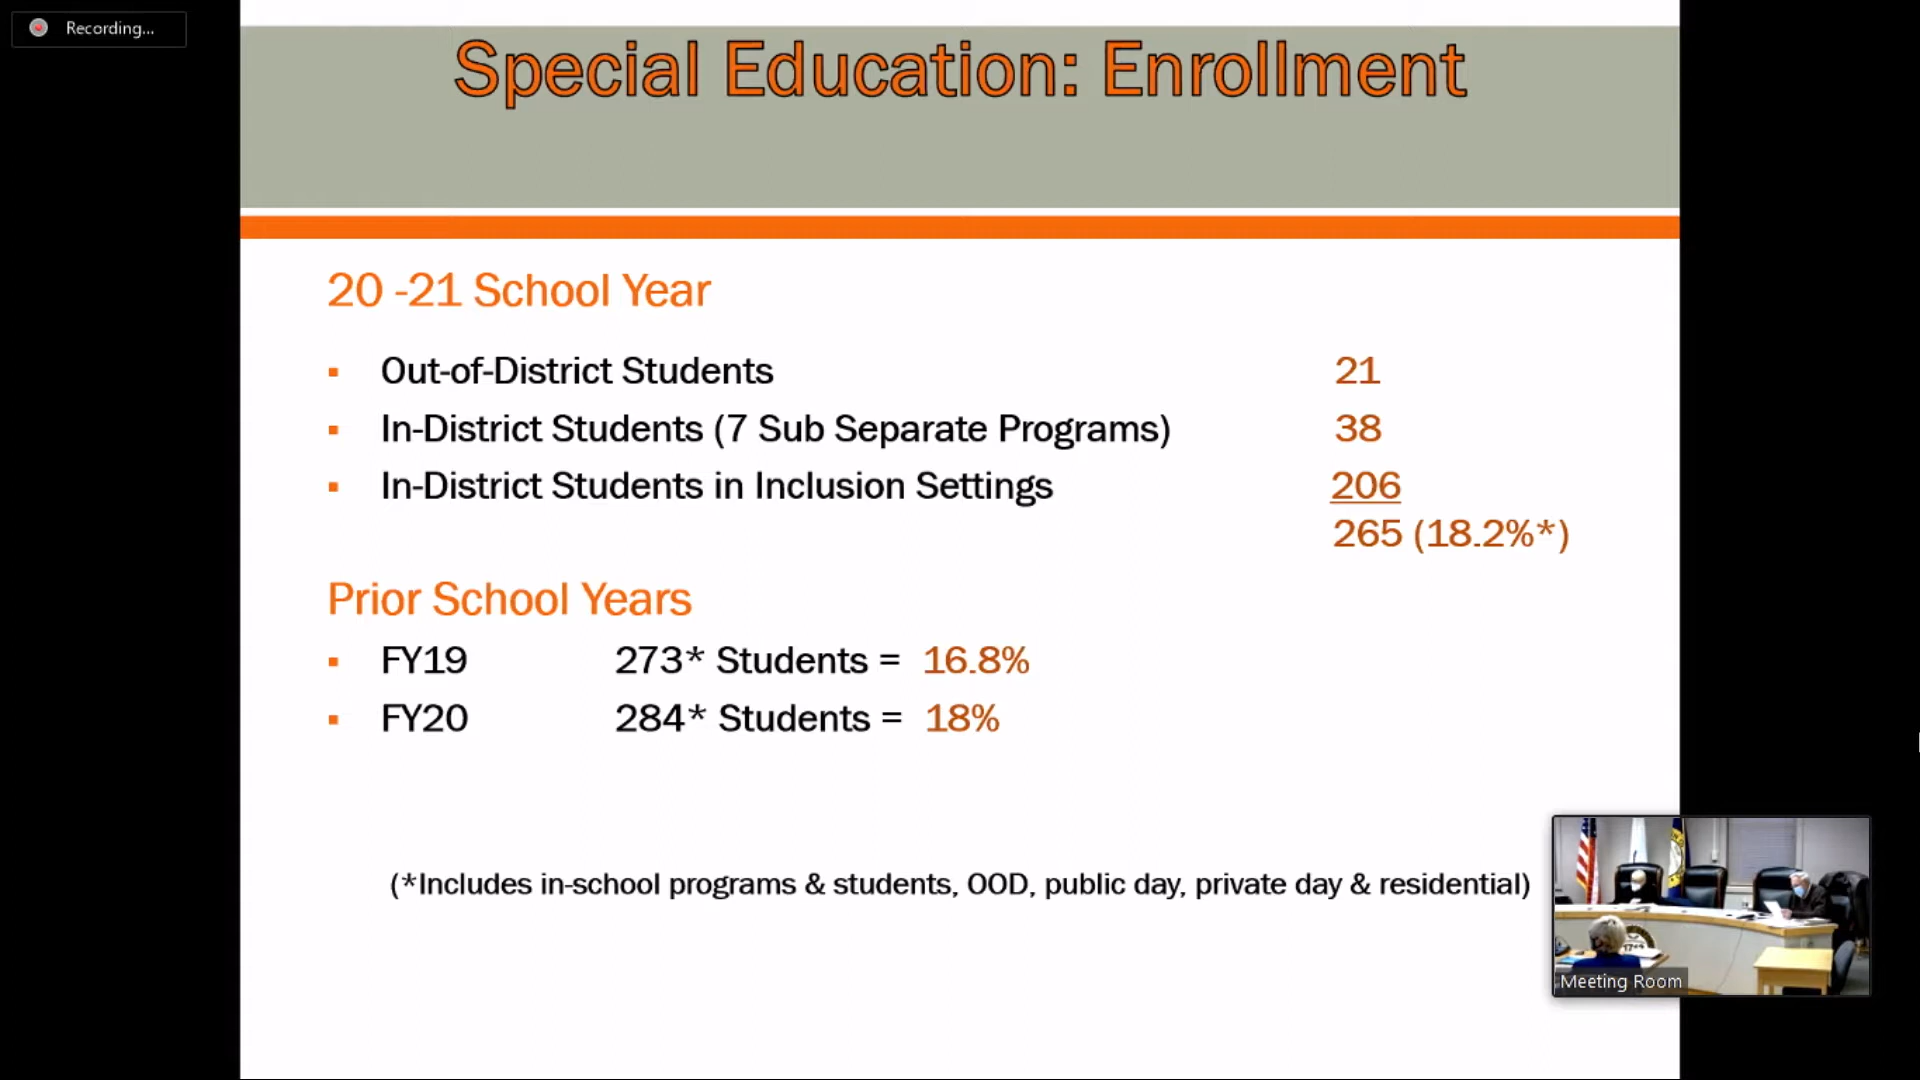 Recording...
Special Education: Enrollment
20 -21 School Year
▪ Out-of-District Students 21
▪ In-District Students (7 Sub Separate Programs) 38
▪ In-District Students in Inclusion Settings 206
265 (18.2%*)
Prior School Years
▪ FY19 273* Students = 16.8%
▪ FY20 284* Students = 18%
(*Includes in-school programs & students, OOD, public day, private day & residential)
Meeting Room